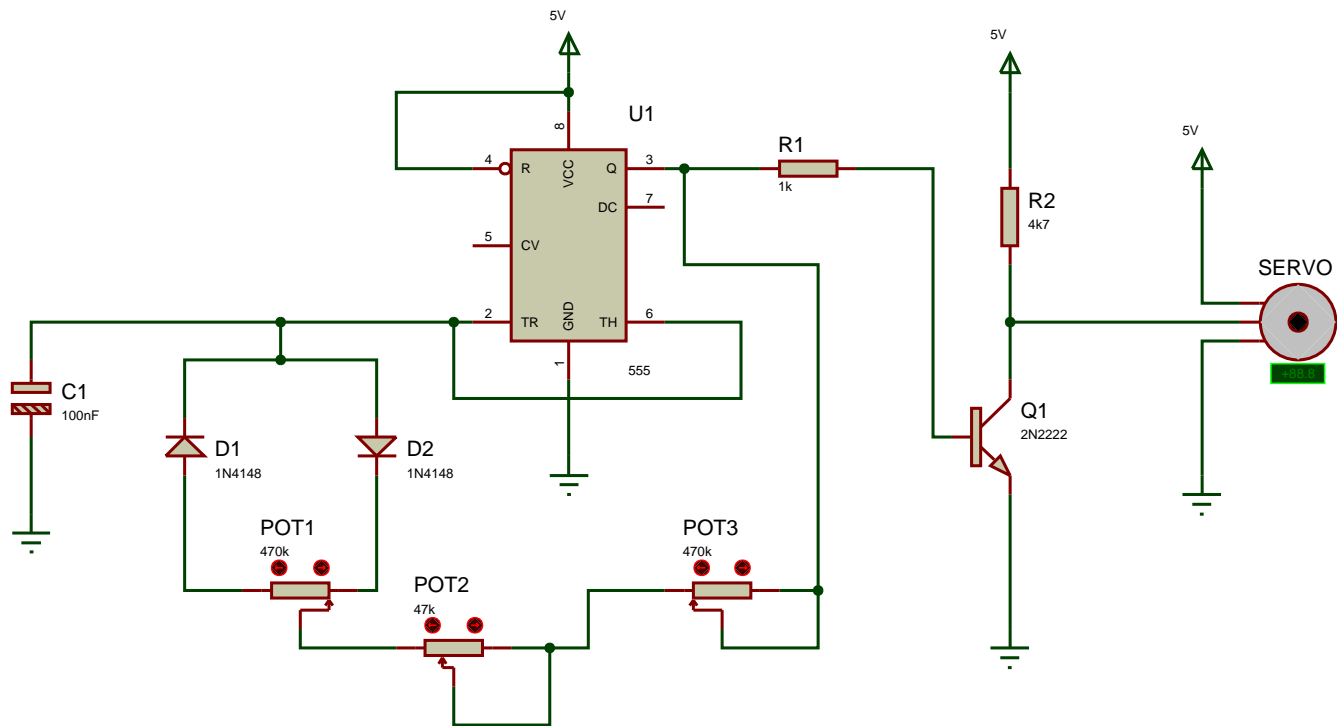 5V
5V
5V
U1
8
VCC
4
R
Q
3
DC
7
5
CV
2
TR
TH
6
GND
1
555
R1
1k
R2
4k7
SERVO
+88.8
C1
100nF
D1
1N4148
D2
1N4148
Q1
2N2222
POT1
470k
POT2
47k
POT3
470k